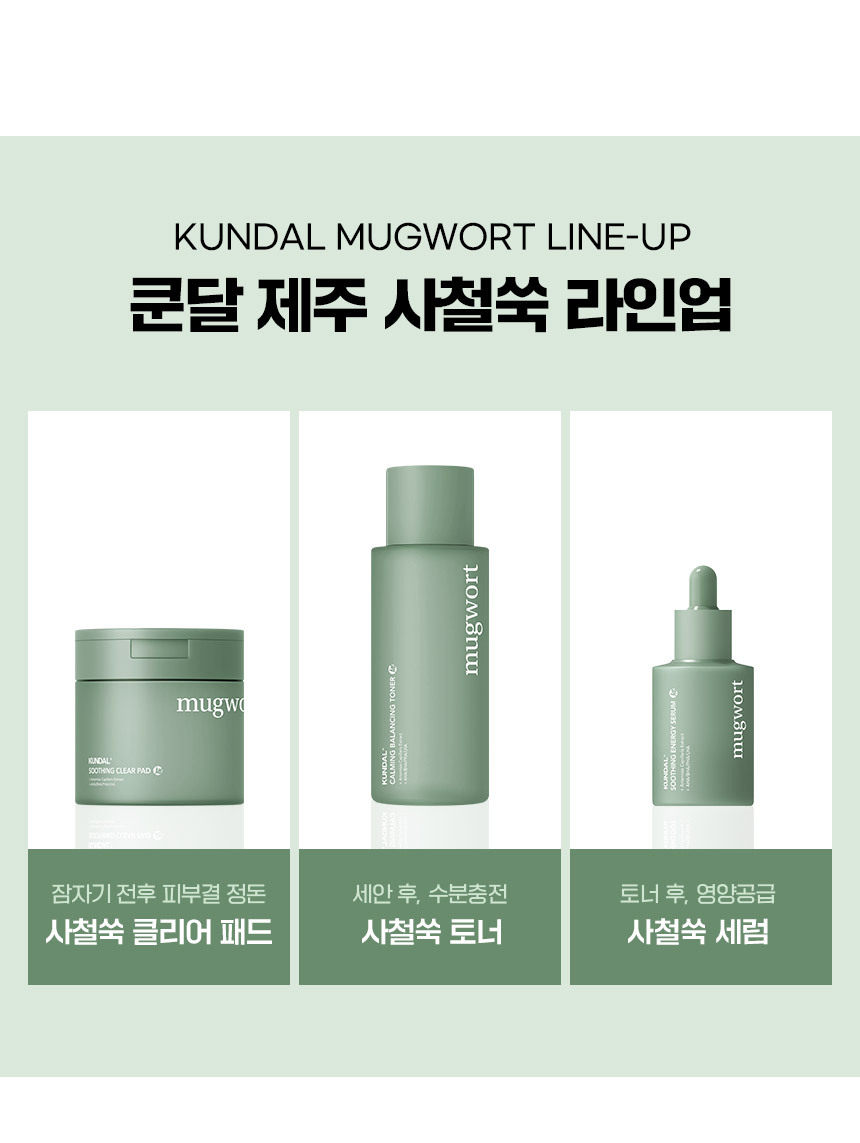 KUNDAL MUGWORT LINE-UP
쿤달 제주 사철쑥 라인업
mugwo
KUNDAL
SOOTHING CLEAR PAD
잠자기 전후 피부결 정돈
사철쑥 클리어 패드
mugwort
KUNDAL
CALMING BALANCING TONER
세안 후, 수분충전
사철쑥 토너
mugwort
KUNDAL
SOOTHING ENERGY SERUM
토너 후, 영양공급
사철쑥 세럼